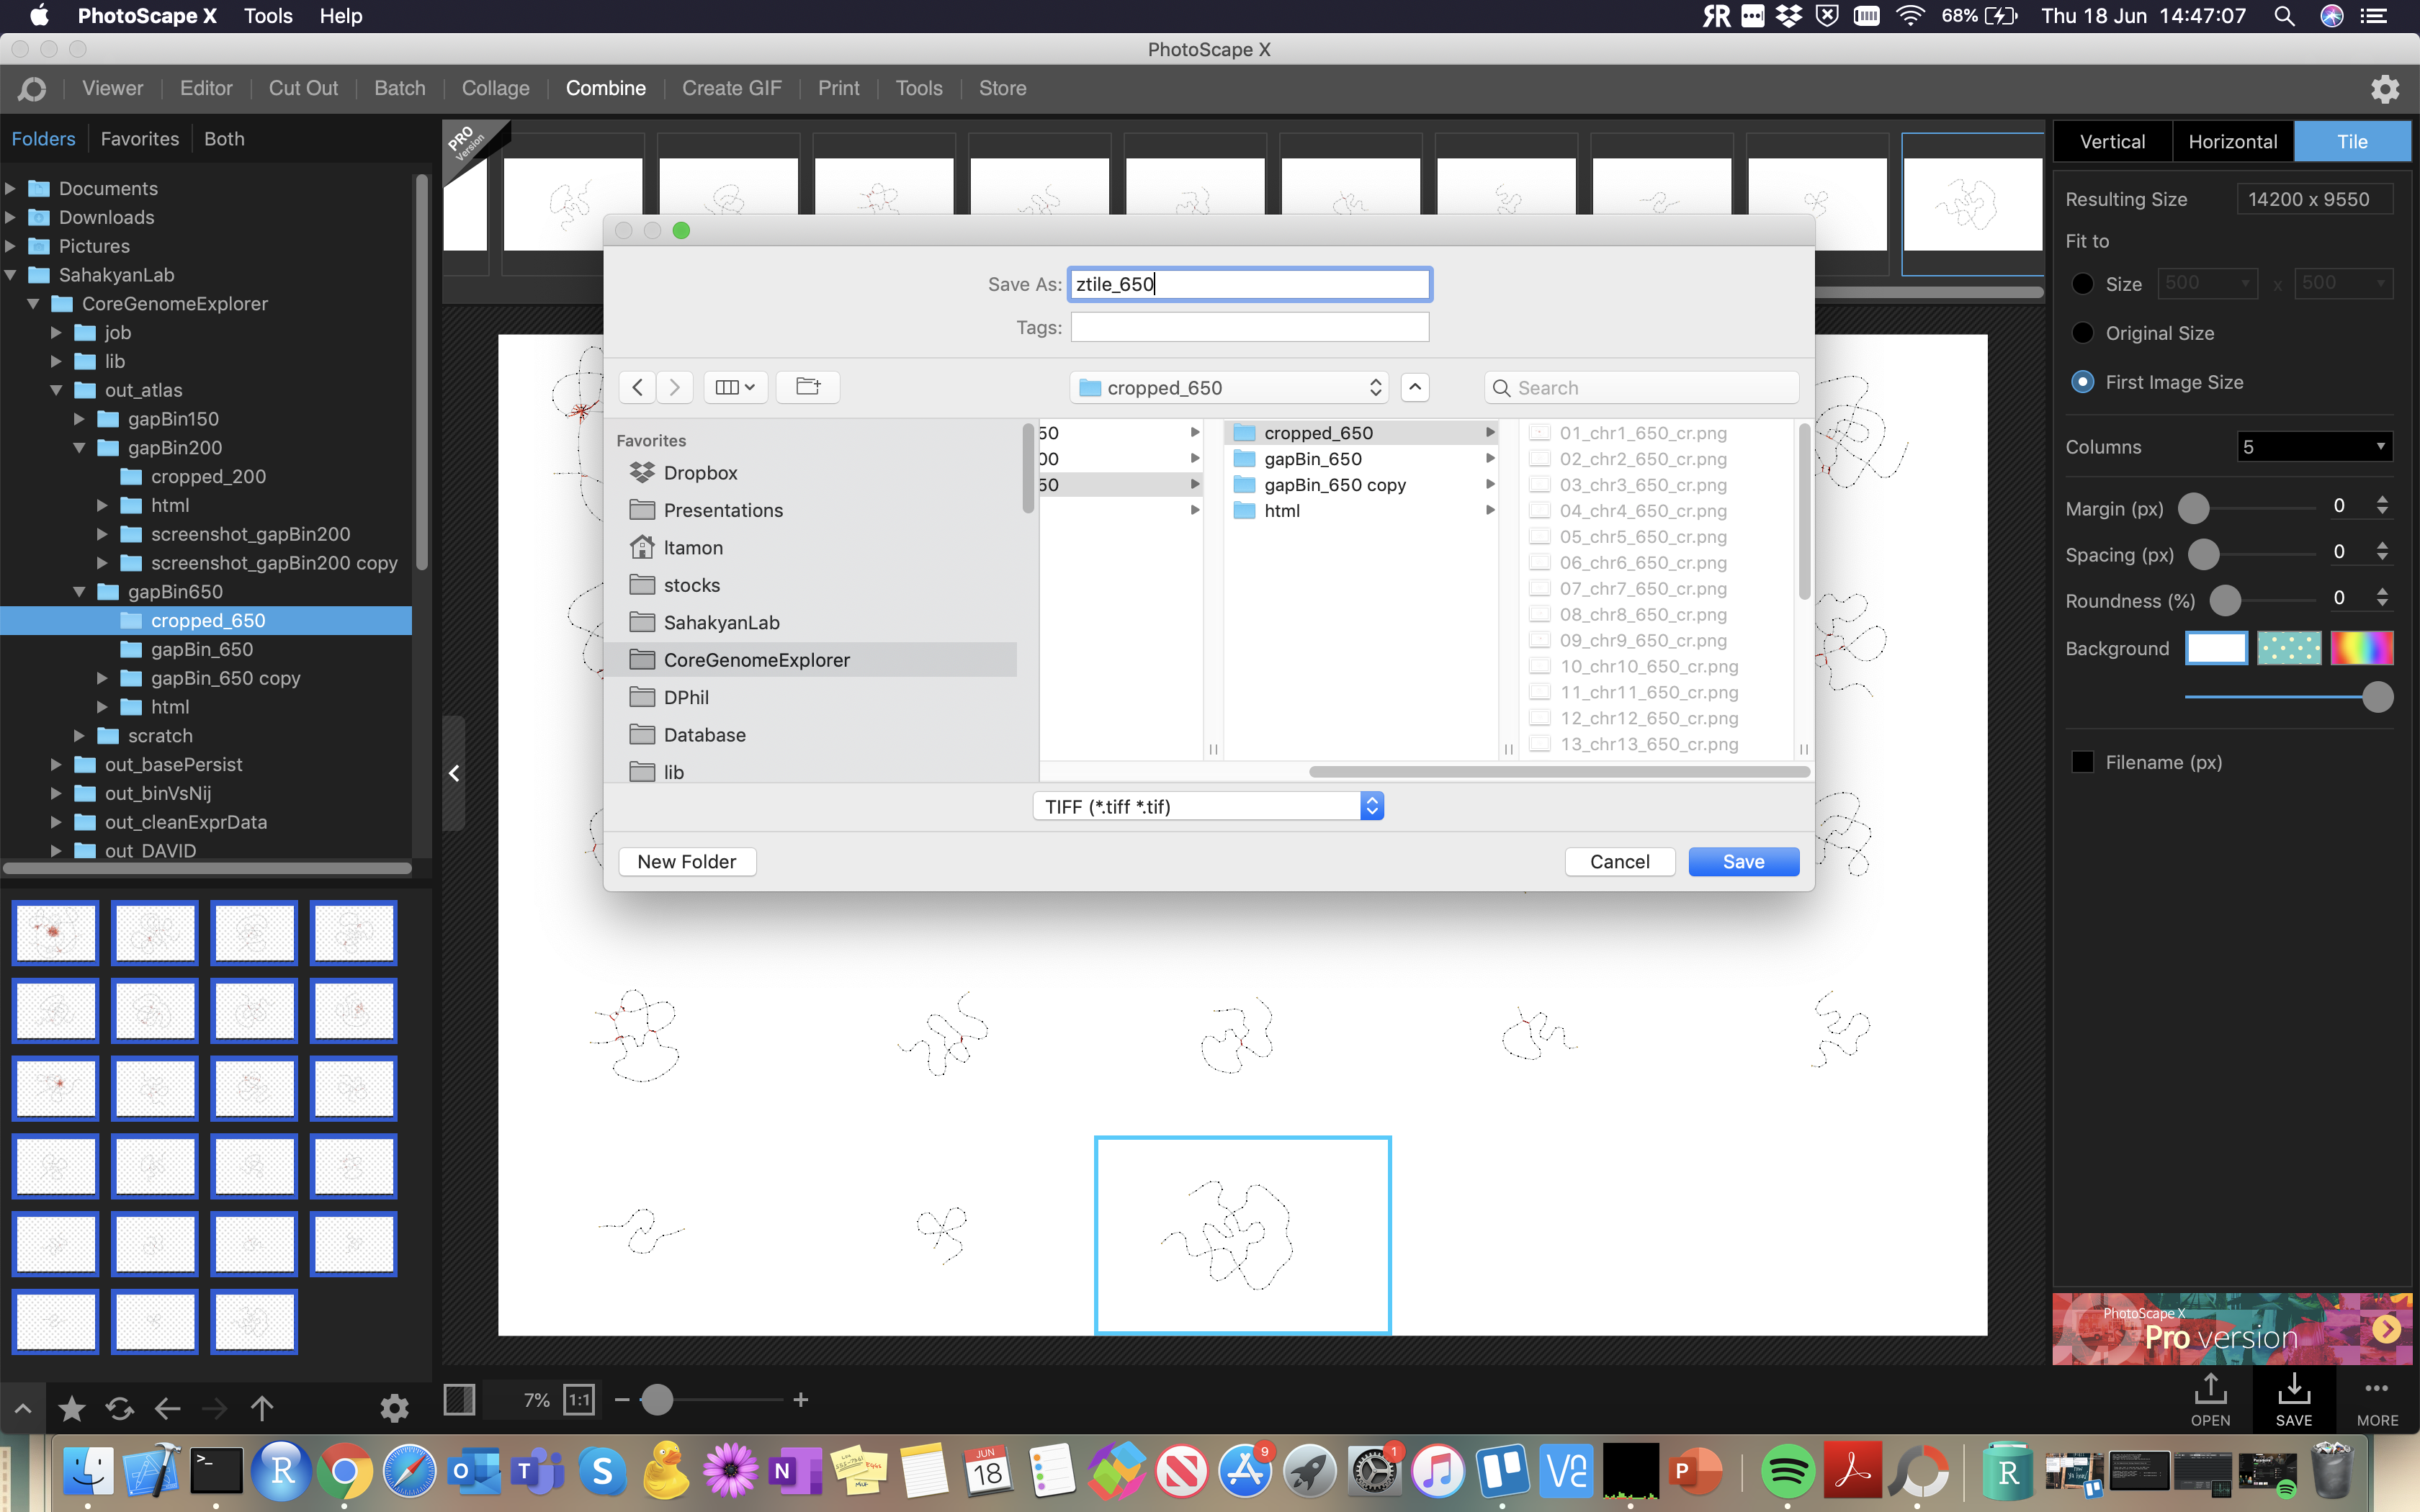 PhotoScape X Tools Help
68% Thu 18 Jun 14:47:07
PhotoScape X
Viewer Editor Cut Out Batch Collage Combine Create GIF Print Tools Store
Folders Favorites Both
Documents
Downloads
Pictures
SahakyanLab
CoreGenomeExplorer
job
lib
out_atlas
gapBin150
gapBin200
cropped_200
html
screenshot_gapBin200
screenshot_gapBin200 copy
gapBin650
cropped_650
gapBin_650
gapBin_650 copy
html
scratch
out_basePersist
out_binVsNij
out_cleanExprData
out_DAVID
PRO
Version
Save As: ztile_650
Tags:
cropped_650
Search
Favorites
Dropbox
Presentations
ltamon
stocks
SahakyanLab
CoreGenomeExplorer
DPhil
Database
lib
50
00
50
cropped_650
gapBin_650
gapBin_650 copy
html
01_chr1_650_cr.png
02_chr2_650_cr.png
03_chr3_650_cr.png
04_chr4_650_cr.png
05_chr5_650_cr.png
06_chr6_650_cr.png
07_chr7_650_cr.png
08_chr8_650_cr.png
09_chr9_650_cr.png
10_chr10_650_cr.png
11_chr11_650_cr.png
12_chr12_650_cr.png
13_chr13_650_cr.png
TIFF (*.tiff *.tif)
New Folder Cancel Save
Vertical Horizontal Tile
Resulting Size 14200 x 9550
Fit to
Size 500 x 500
Original Size
First Image Size
Columns 5
Margin (px) 0
Spacing (px) 0
Roundness (%) 0
Background
Filename (px)
PhotoScape X
Pro version
7% 1:1
OPEN SAVE MORE
JUN
18
9
1